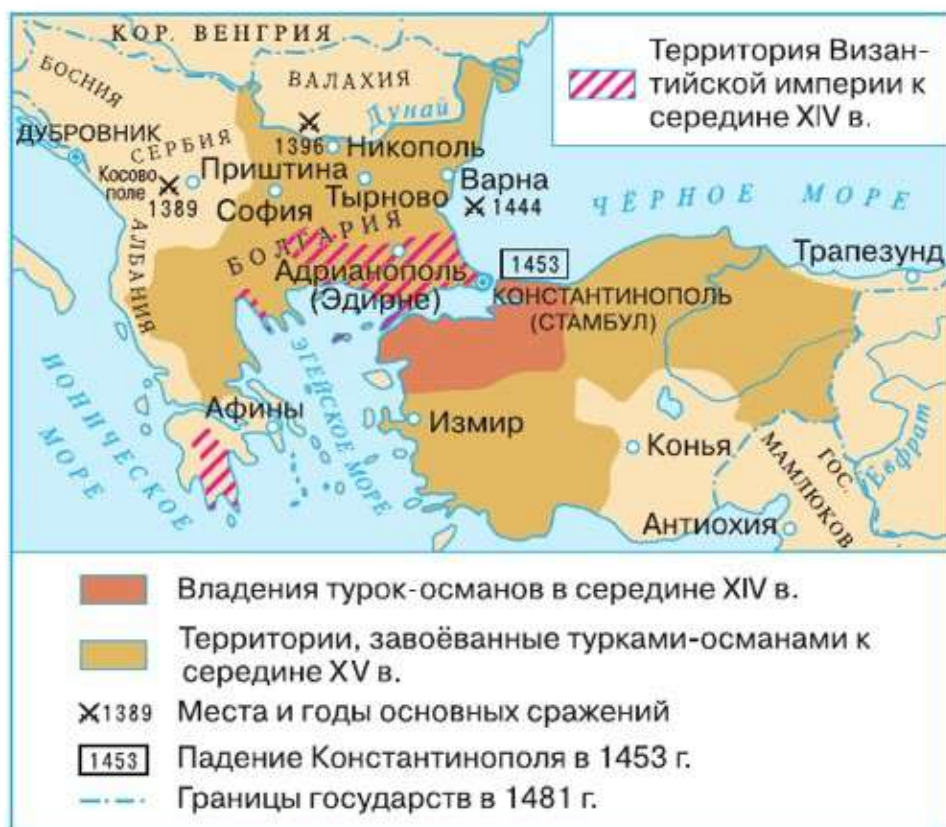 КОР. ВЕНГРИЯ
Территория Визан-
тийской империи к
середине XIV в.
БОСНИЯ
ВАЛАХИЯ
Дунай
ДУБРОВНИК
СЕРБИЯ
1396
Никополь
Косово
поле
1389
Приштина
Варна
1444
София
Тырново
ЧЁРНОЕ МОРЕ
АЛБАНИЯ
БОЛГАРИЯ
Трапезунд
Адрианополь
(Эдирне)
1453
КОНСТАНТИНОПОЛЬ
(СТАМБУЛ)
ИОНИЧЕСКОЕ
МОРЕ
ЭГЕЙСКОЕ МОРЕ
Афины
Измир
Конья
ГОС.
МАМЛЮКОВ
Евфрат
Антиохия
Владения турок-османов в середине XIV в.
Территории, завоёванные турками-османами к
середине XV в.
1389 Места и годы основных сражений
1453 Падение Константинополя в 1453 г.
Границы государств в 1481 г.